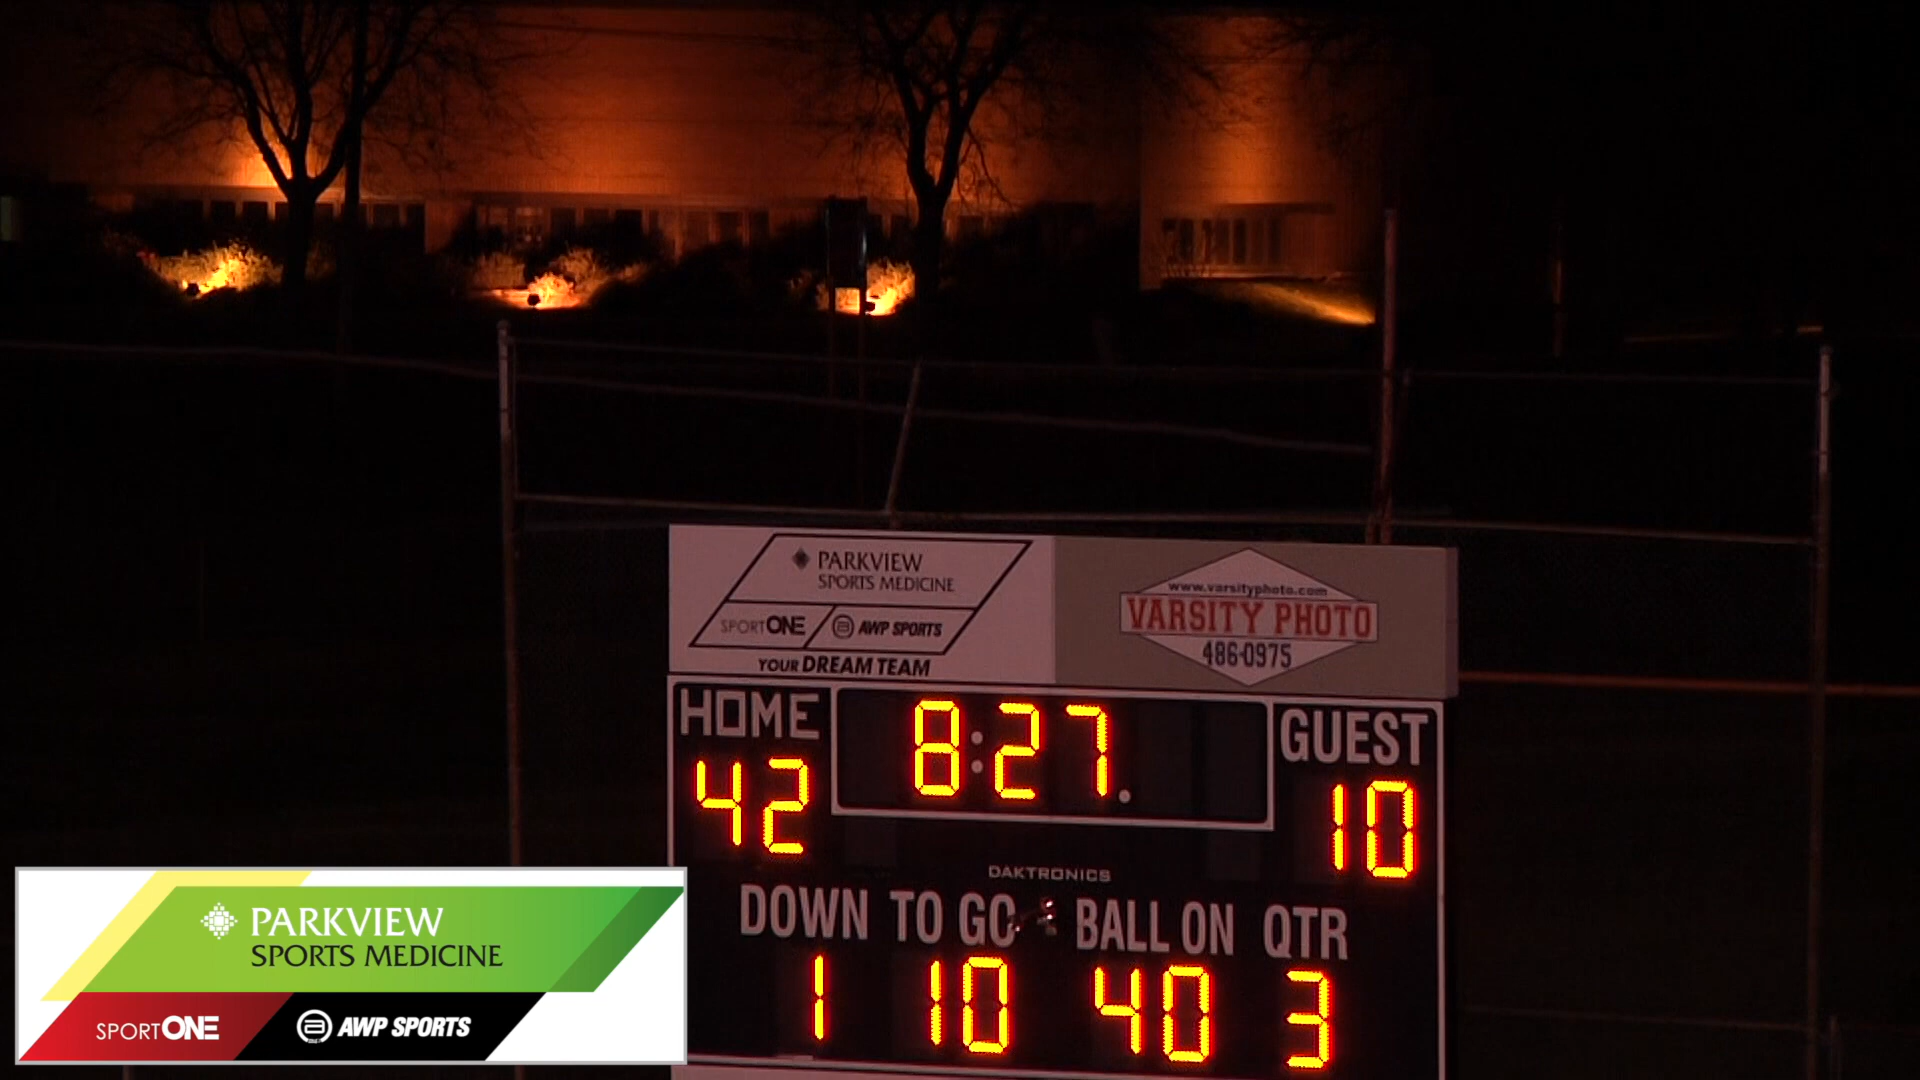 PARKVIEW
SPORTS MEDICINE
SPORTONE
AWP SPORTS
YOUR DREAM TEAM
www.varsityphoto.com
VARSITY PHOTO
486-0975
HOME
8:27
GUEST
42
10
DAKTRONICS
DOWN TO GO BALL ON QTR
1 10 40 3
PARKVIEW
SPORTS MEDICINE
SPORTONE
AWP SPORTS